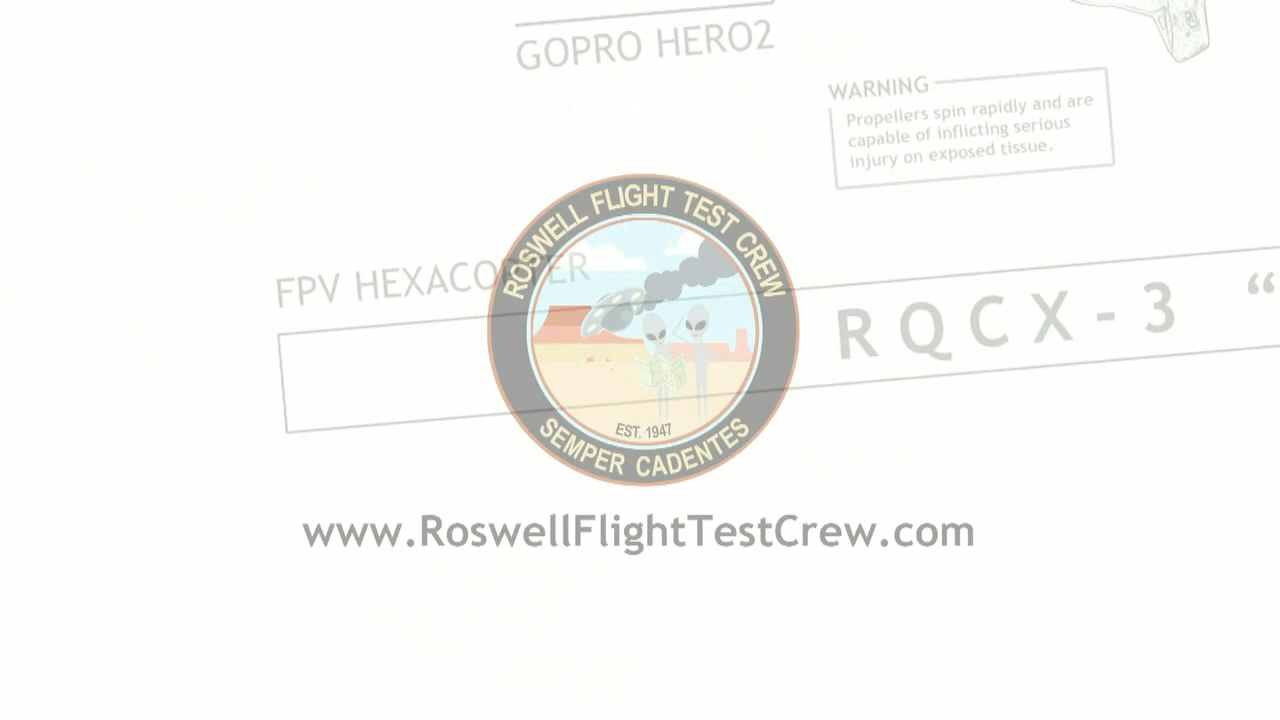 GOPRO HERO2
WARNING
Propellers spin rapidly and are
capable of inflicting serious
injury on exposed tissue.
FPV HEXACOPTER
RQCX-3 “
ROSWELL FLIGHT TEST CREW
EST. 1947
SEMPER CADENTES
www.RoswellFlightTestCrew.com